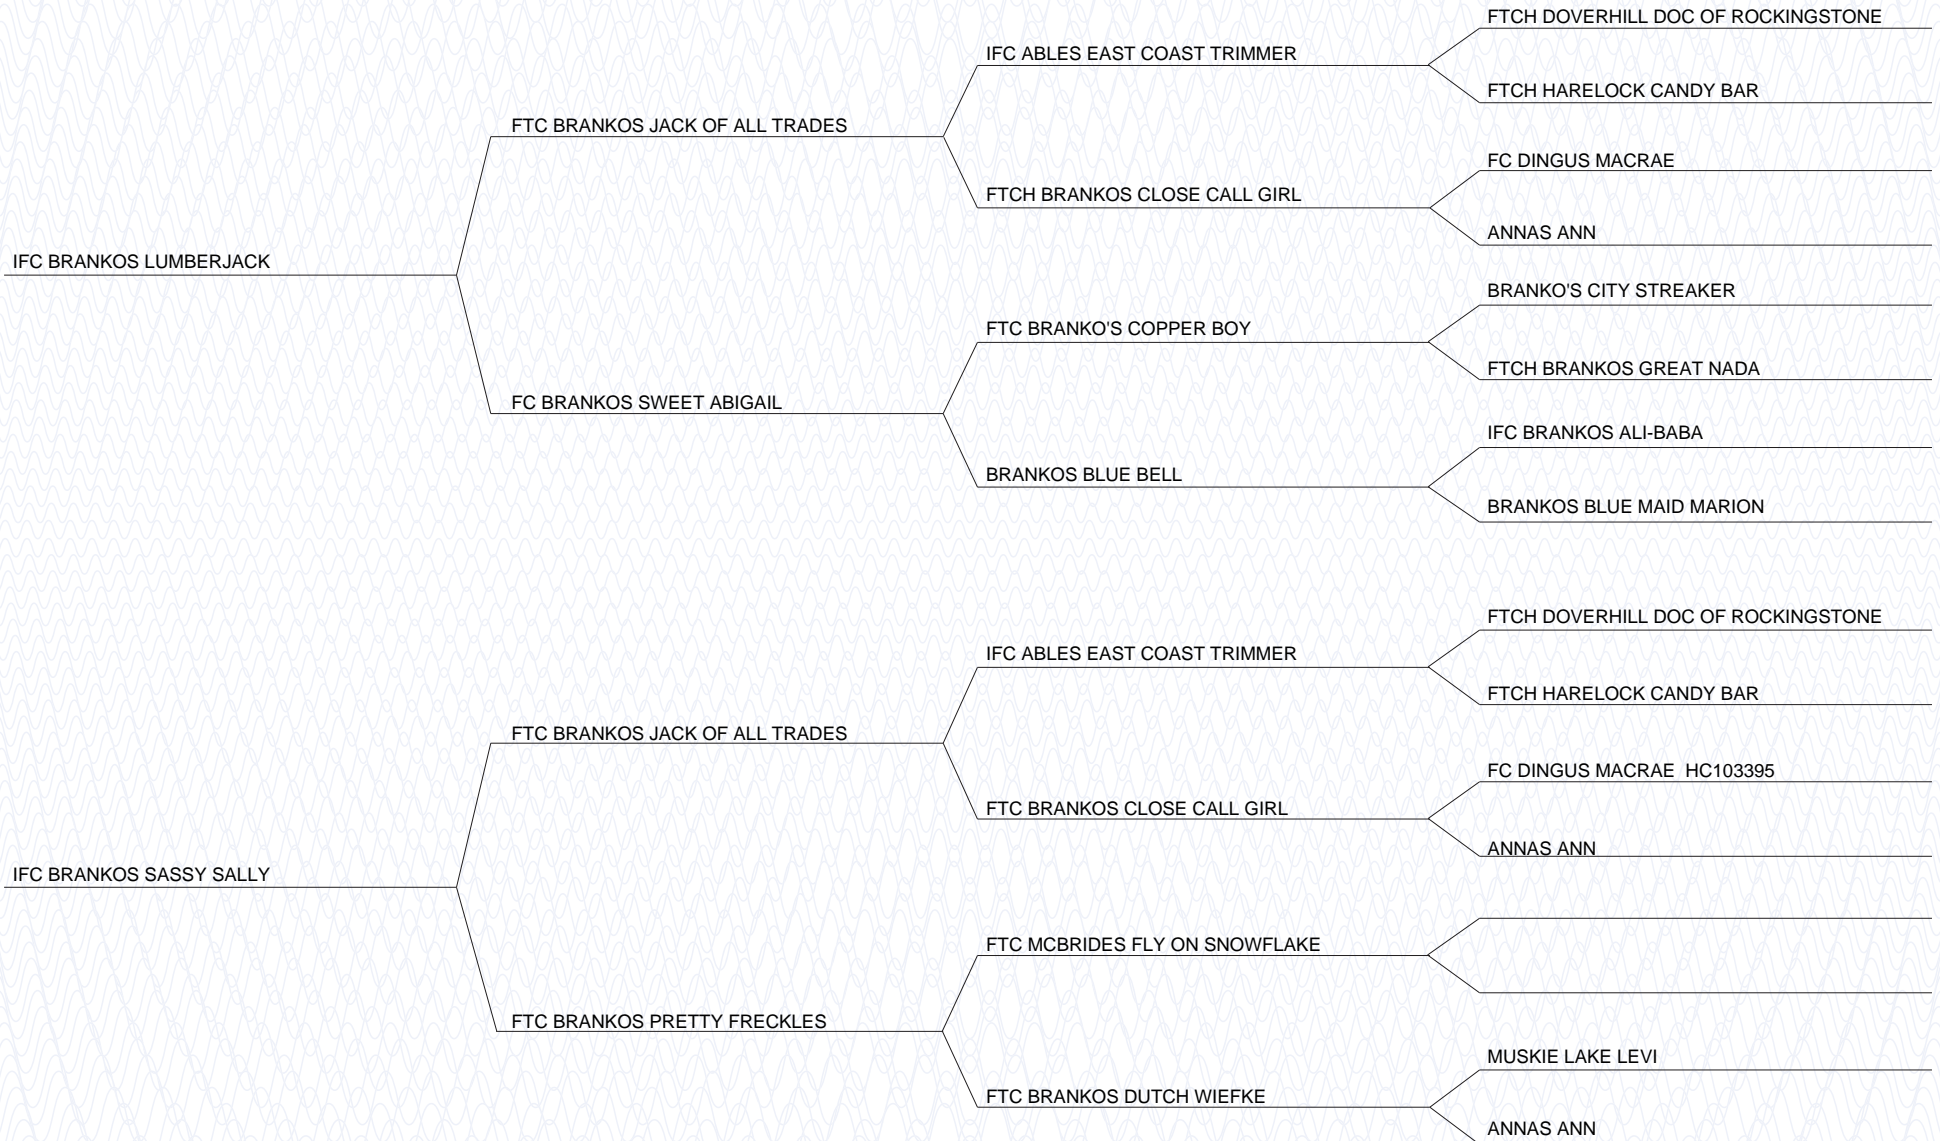 FTCH DOVERHILL DOC OF ROCKINGSTONE
IFC ABLES EAST COAST TRIMMER
FTCH HARELOCK CANDY BAR
FTC BRANKOS JACK OF ALL TRADES
FC DINGUS MACRAE
FTCH BRANKOS CLOSE CALL GIRL
ANNAS ANN
IFC BRANKOS LUMBERJACK
BRANKO'S CITY STREAKER
FTC BRANKO'S COPPER BOY
FTCH BRANKOS GREAT NADA
FC BRANKOS SWEET ABIGAIL
IFC BRANKOS ALI-BABA
BRANKOS BLUE BELL
BRANKOS BLUE MAID MARION
FTCH DOVERHILL DOC OF ROCKINGSTONE
IFC ABLES EAST COAST TRIMMER
FTCH HARELOCK CANDY BAR
FTC BRANKOS JACK OF ALL TRADES
FC DINGUS MACRAE  HC103395
FTC BRANKOS CLOSE CALL GIRL
ANNAS ANN
IFC BRANKOS SASSY SALLY
FTC MCBRIDES FLY ON SNOWFLAKE
FTC BRANKOS PRETTY FRECKLES
MUSKIE LAKE LEVI
FTC BRANKOS DUTCH WIEFKE
ANNAS ANN